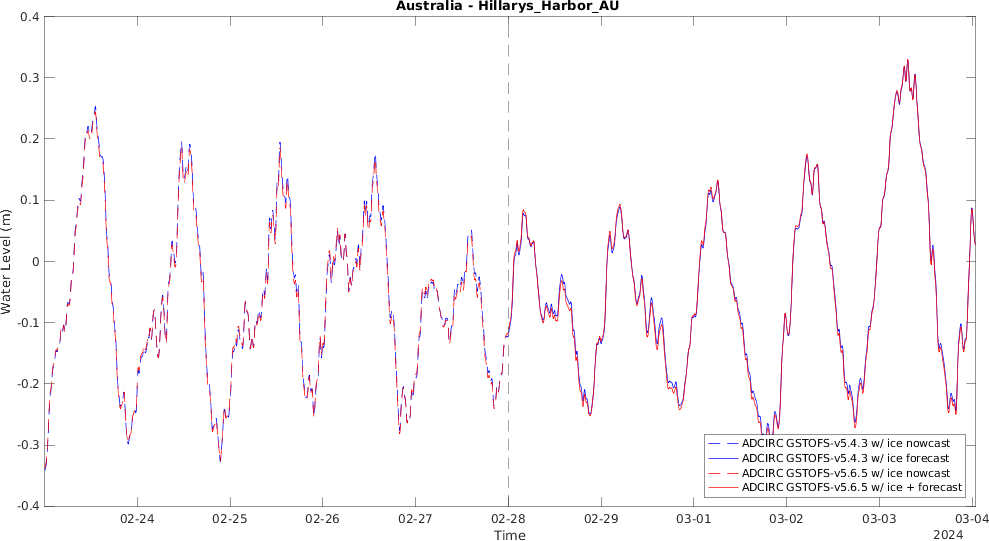 Australia - Hillarys_Harbor_AU
Water Level (m)
0.4
0.3
0.2
0.1
0
-0.1
-0.2
-0.3
-0.4
ADCIRC GSTOFS-v5.4.3 w/ ice nowcast
ADCIRC GSTOFS-v5.4.3 w/ ice forecast
ADCIRC GSTOFS-v5.6.5 w/ ice nowcast
ADCIRC GSTOFS-v5.6.5 w/ ice + forecast
02-24 02-25 02-26 02-27 02-28 02-29 03-01 03-02 03-03 03-04
Time
2024